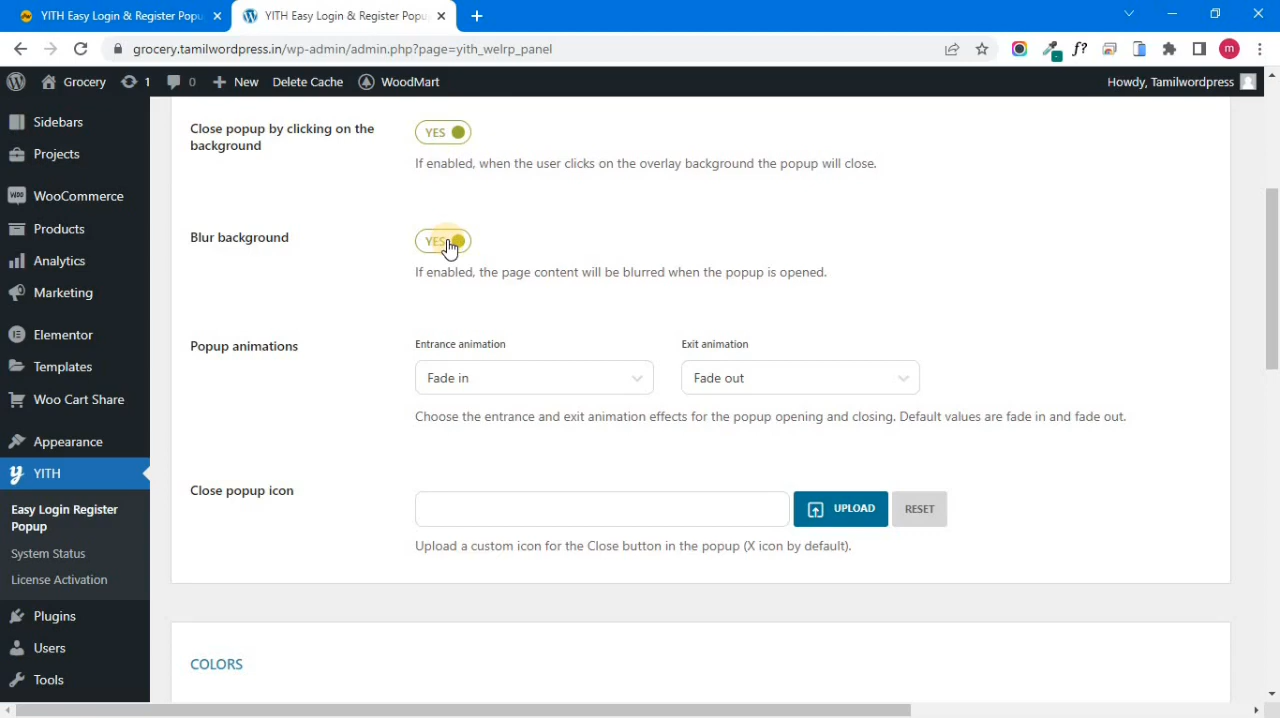 YITH Easy Login & Register Popu
YITH Easy Login & Register Popu
grocery.tamilwordpress.in/wp-admin/admin.php?page=yith_welrp_panel
f?
m
Grocery
1
0
New
Delete Cache
WoodMart
Howdy, Tamilwordpress
Sidebars
Projects
WooCommerce
Products
Analytics
Marketing
Elementor
Templates
Woo Cart Share
Appearance
YITH
Easy Login Register
Popup
System Status
License Activation
Plugins
Users
Tools
Close popup by clicking on the
background
YES
If enabled, when the user clicks on the overlay background the popup will close.
Blur background
YES
If enabled, the page content will be blurred when the popup is opened.
Popup animations
Entrance animation
Exit animation
Fade in
Fade out
Choose the entrance and exit animation effects for the popup opening and closing. Default values are fade in and fade out.
Close popup icon
UPLOAD
RESET
Upload a custom icon for the Close button in the popup (X icon by default).
COLORS